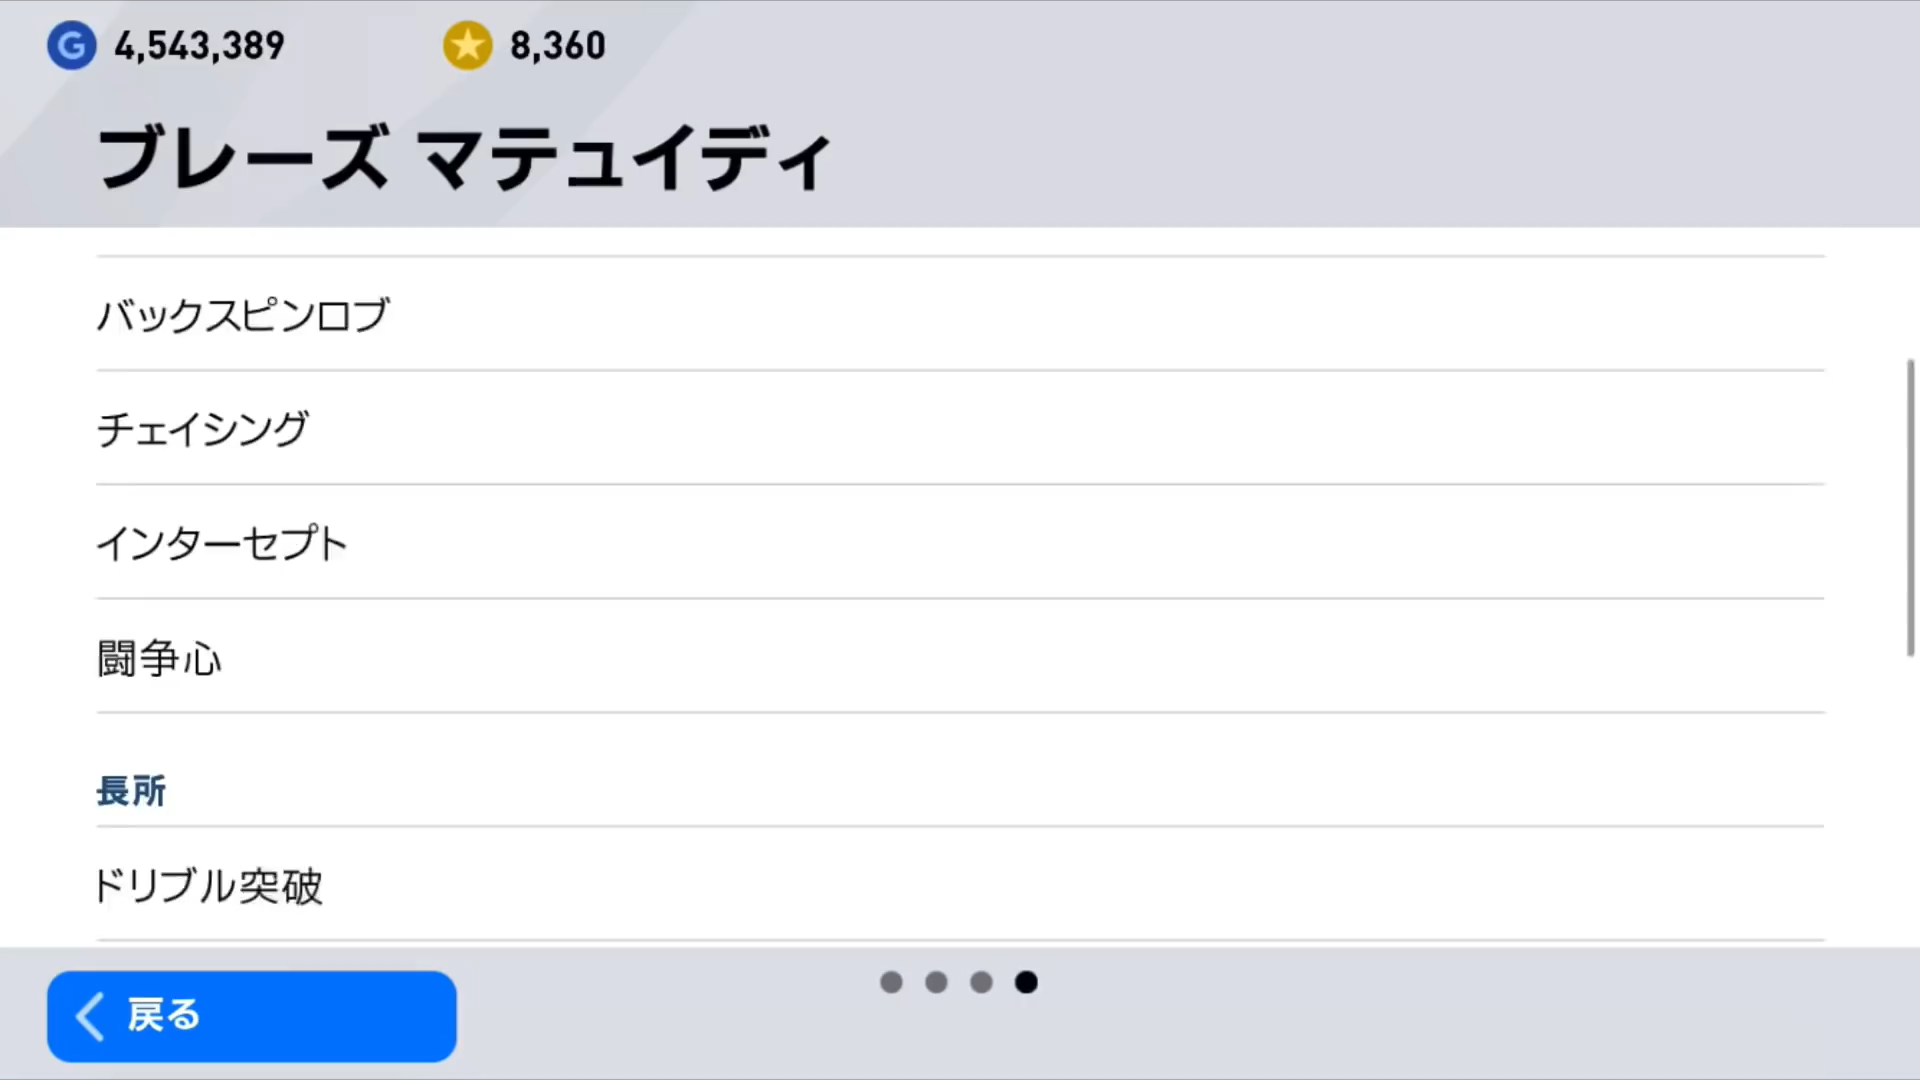 G 4,543,389 8,360
ブレーズ マテュイディ
バックスピンロブ
チェイシング
インターセプト
闘争心
長所
ドリブル突破
戻る